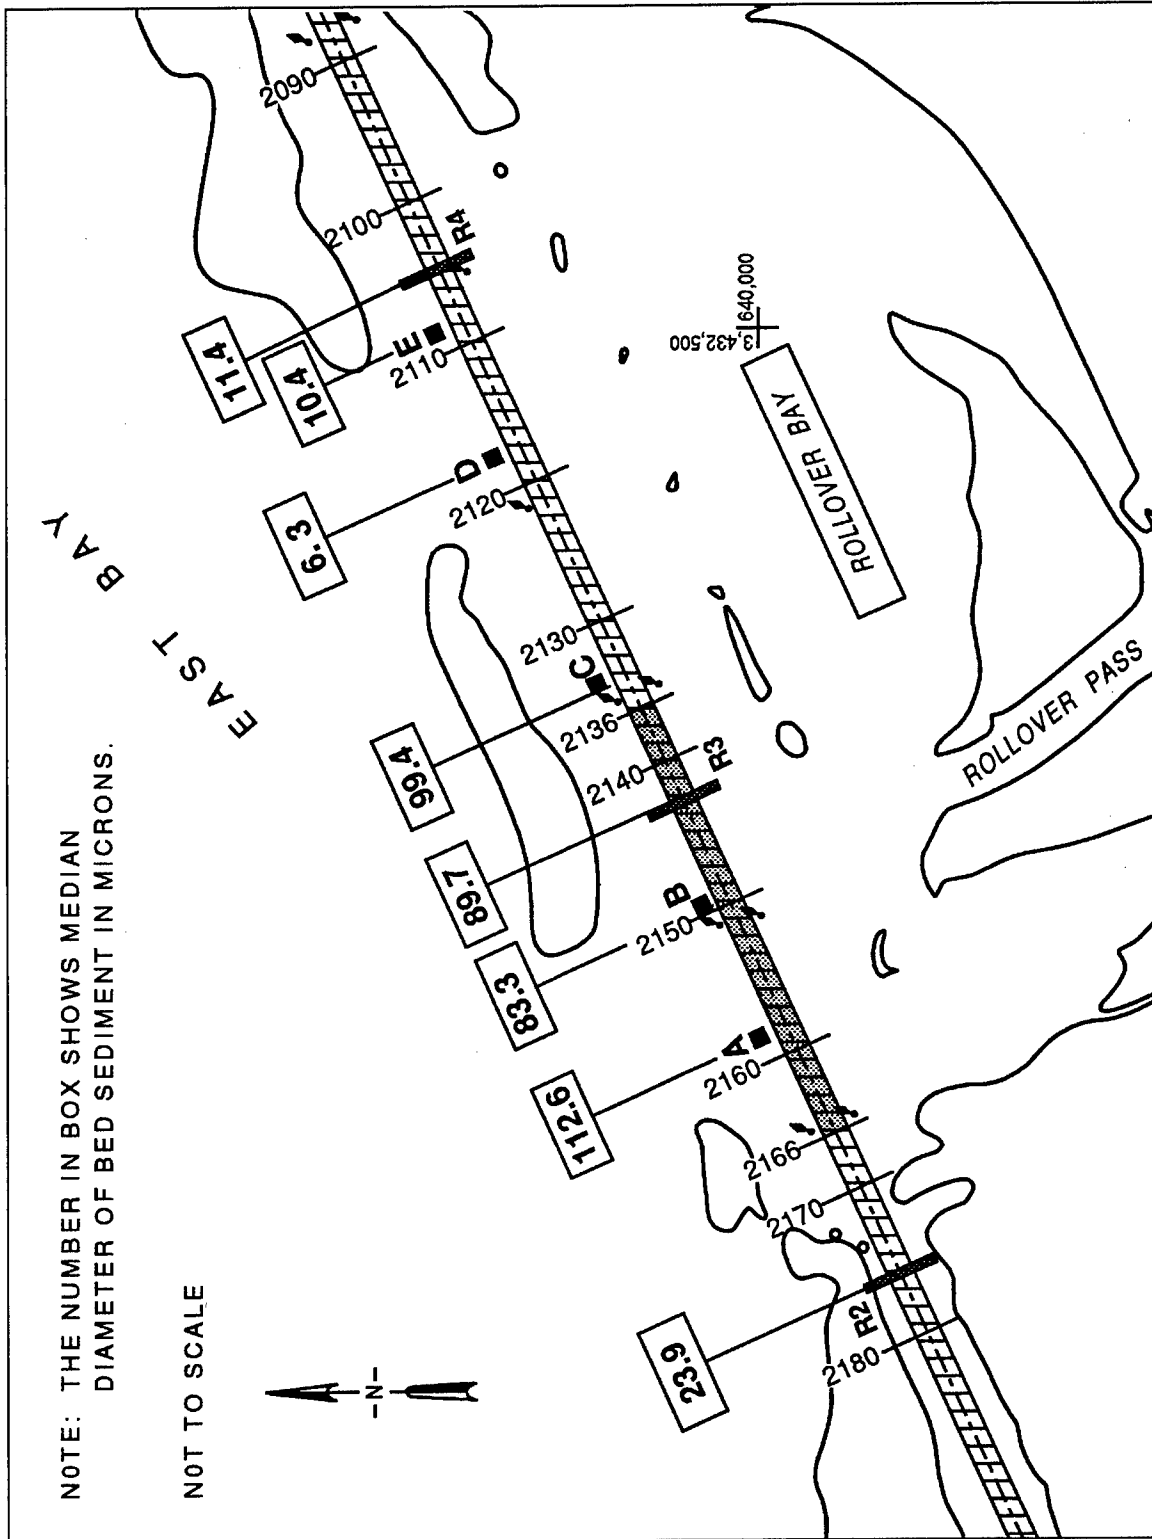 NOTE: THE NUMBER IN BOX SHOWS MEDIAN
DIAMETER OF BED SEDIMENT IN MICRONS.
NOT TO SCALE
-N-
EAST BAY
23.9
112.6
83.3
89.7
99.4
6.3
10.4
11.4
R2
A
B
R3
C
D
E
R4
2180
2170
2166
2160
2150
2140
2136
2130
2120
2110
2100
2090
3,432,500
640,000
ROLLOVER BAY
ROLLOVER PASS